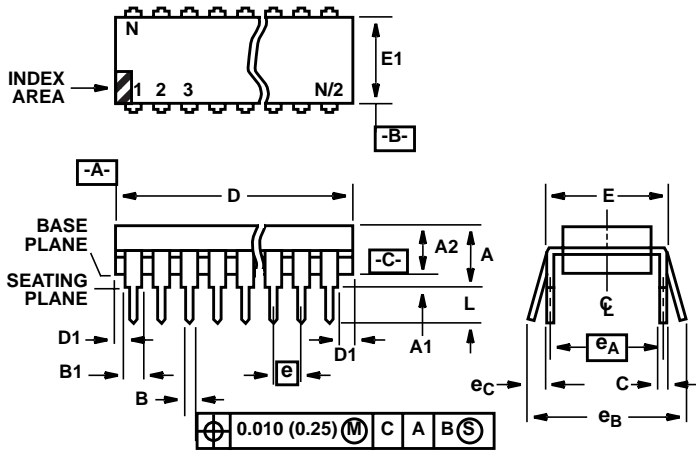 N
INDEX
AREA
1 2 3 N/2
E1
-B-
-A-
D
E
BASE
PLANE
SEATING
PLANE
A2
A
-C-
L
D1
B1
B
e
D1
A1
C
L
eA
eC
C
eB
0.010 (0.25) M C A B S